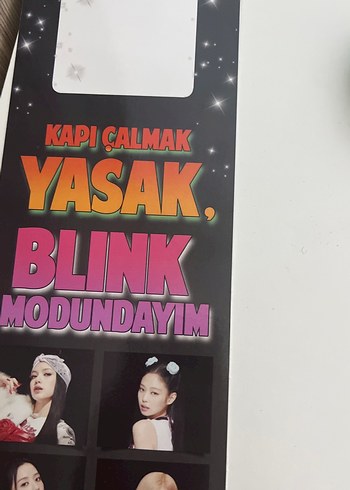 KAPI ÇALMAK
YASAK,
BLINK
MODUNDAYIM